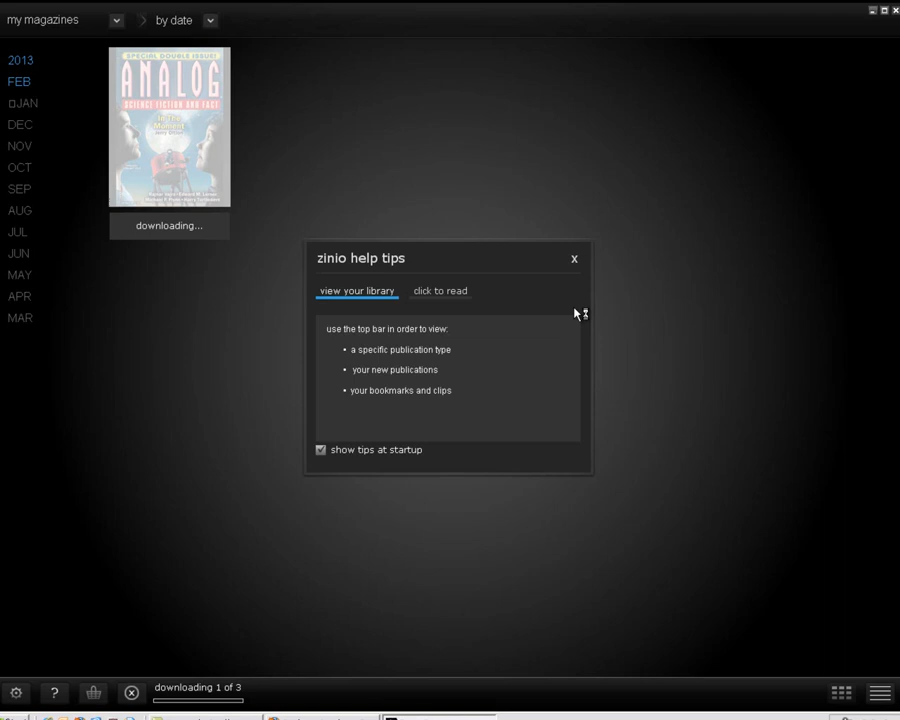 my magazines
by date
2013
FEB
JAN
DEC
NOV
OCT
SEP
AUG
JUL
JUN
MAY
APR
MAR
SPECIAL DOUBLE ISSUE!
ANALOG
SCIENCE FICTION AND FACT
In The
Moment
downloading...
zinio help tips
x
view your library
click to read
use the top bar in order to view:
• a specific publication type
• your new publications
• your bookmarks and clips
show tips at startup
?
downloading 1 of 3